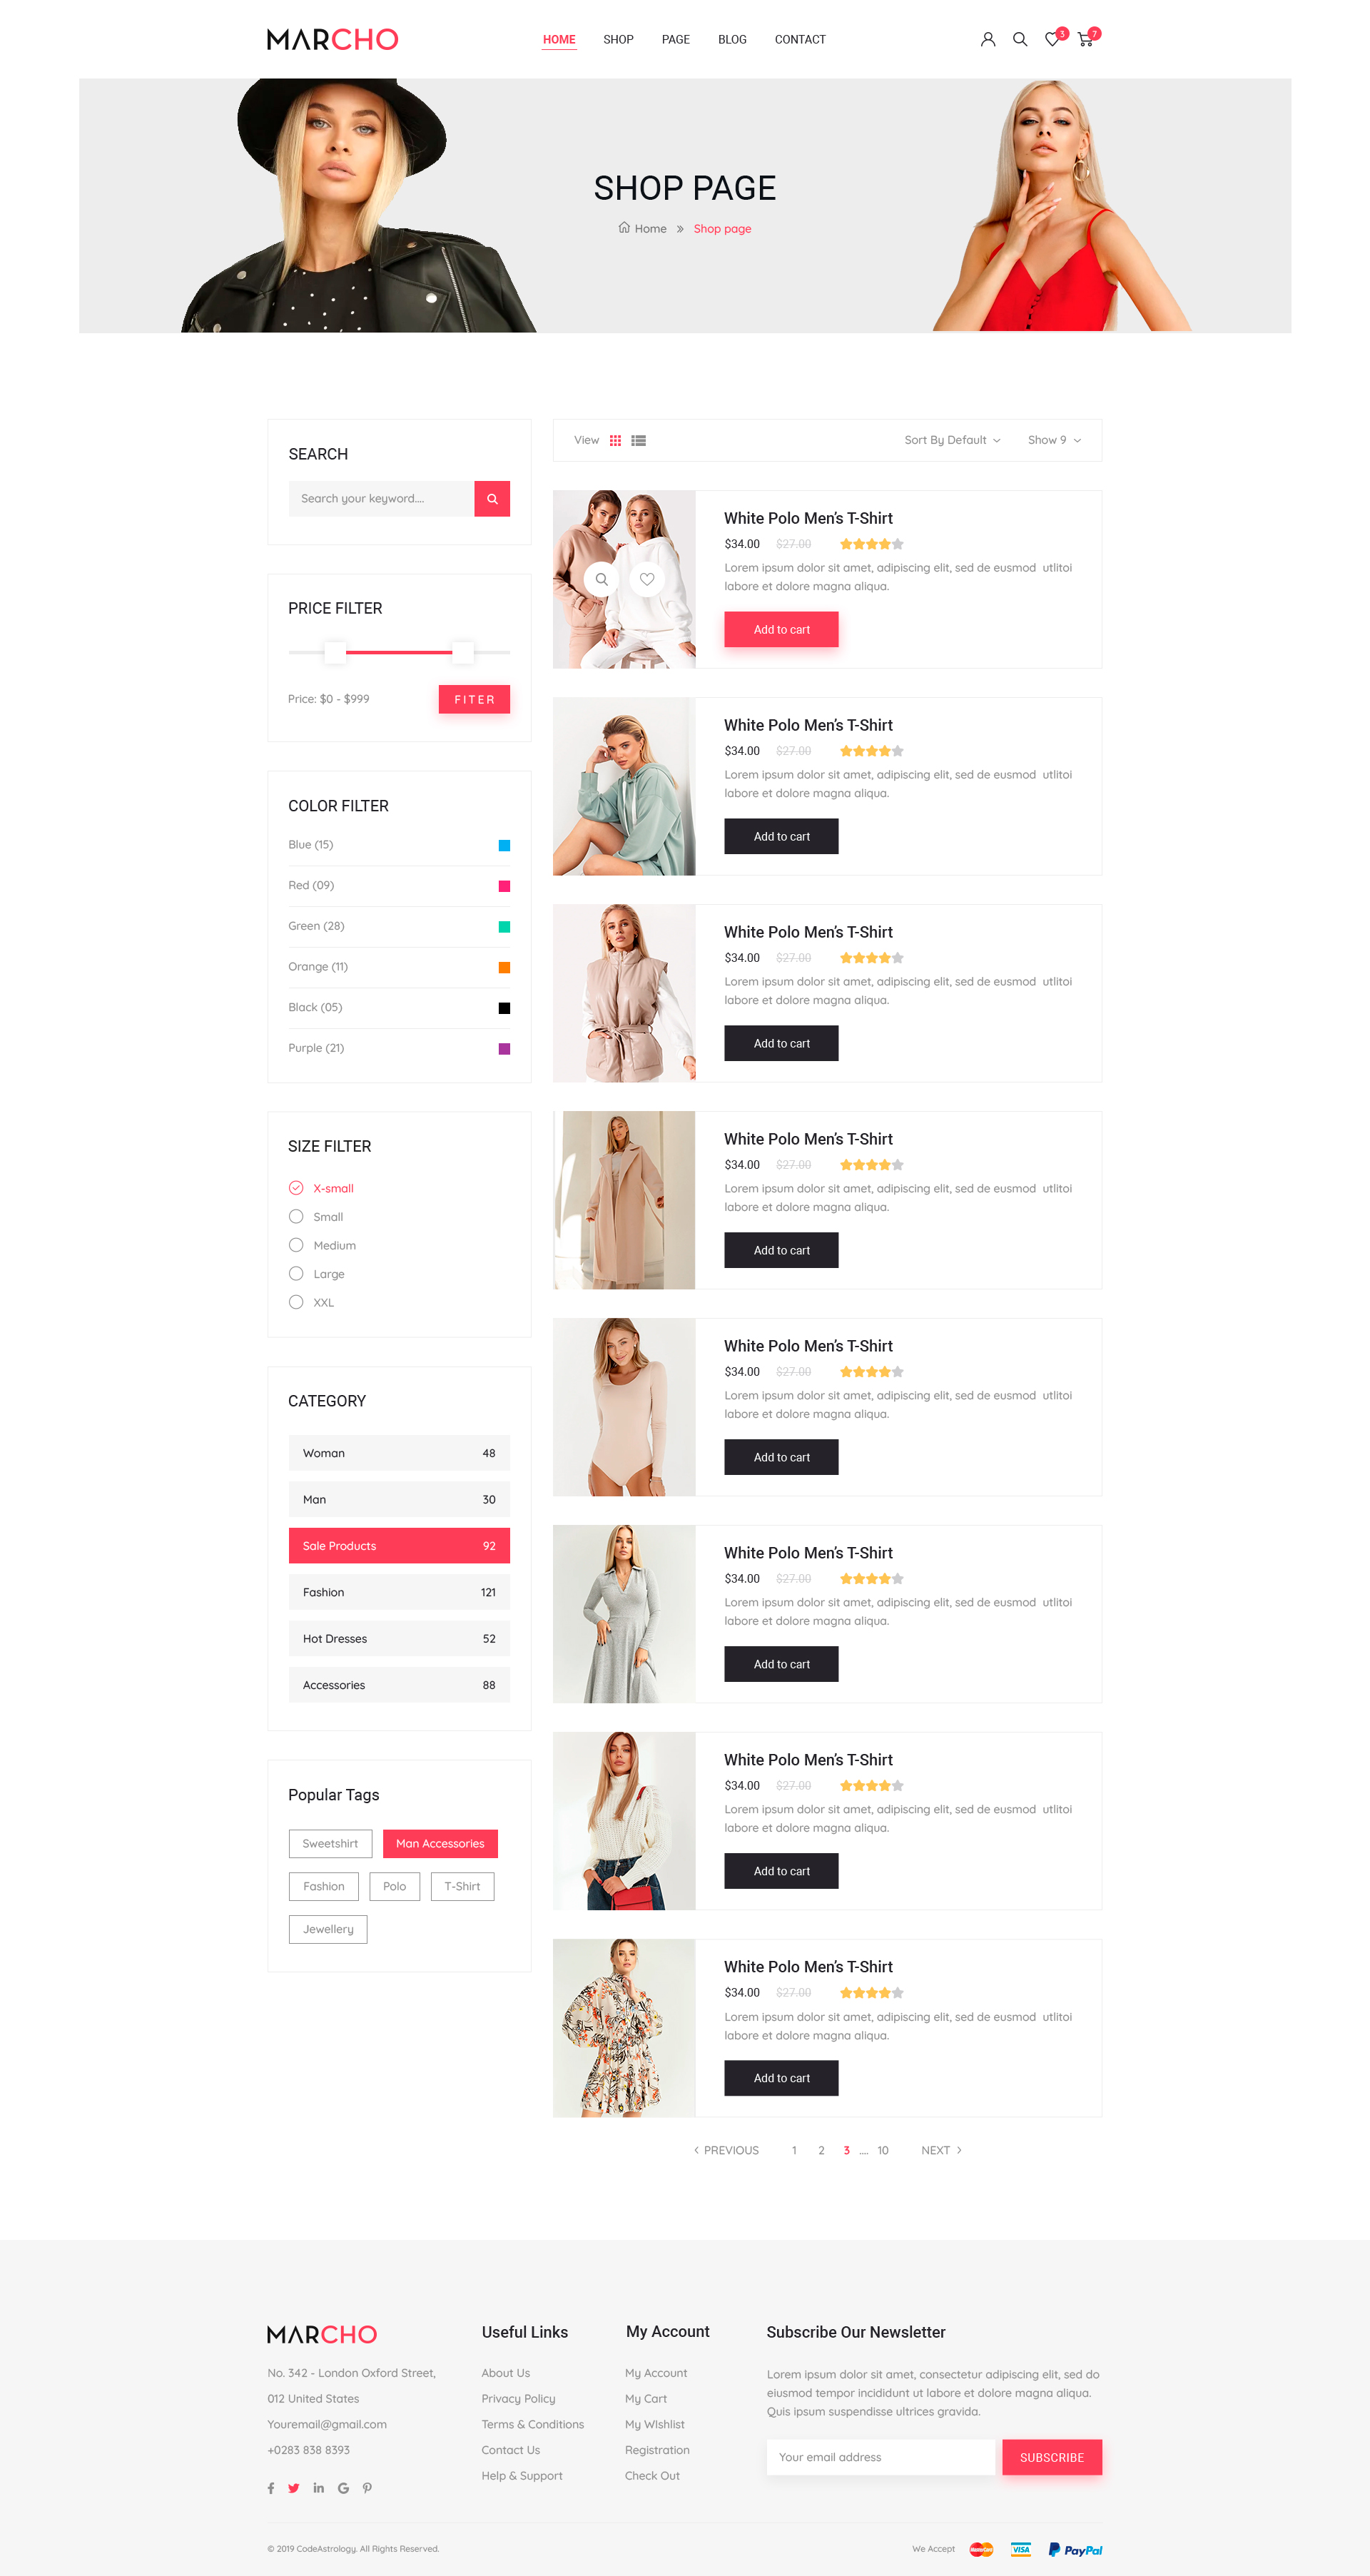 MARCHO
HOME SHOP PAGE BLOG CONTACT
3 7
SHOP PAGE
Home » Shop page
SEARCH
Search your keyword....
PRICE FILTER
Price: $0 - $999 FITER
COLOR FILTER
Blue (15)
Red (09)
Green (28)
Orange (11)
Black (05)
Purple (21)
SIZE FILTER
X-small
Small
Medium
Large
XXL
CATEGORY
Woman 48
Man 30
Sale Products 92
Fashion 121
Hot Dresses 52
Accessories 88
Popular Tags
Sweetshirt Man Accessories
Fashion Polo T-Shirt
Jewellery
View Sort By Default Show 9
White Polo Men’s T-Shirt
$34.00 $27.00
Lorem ipsum dolor sit amet, adipiscing elit, sed de eusmod utlitoi
labore et dolore magna aliqua.
Add to cart
White Polo Men’s T-Shirt
$34.00 $27.00
Lorem ipsum dolor sit amet, adipiscing elit, sed de eusmod utlitoi
labore et dolore magna aliqua.
Add to cart
White Polo Men’s T-Shirt
$34.00 $27.00
Lorem ipsum dolor sit amet, adipiscing elit, sed de eusmod utlitoi
labore et dolore magna aliqua.
Add to cart
White Polo Men’s T-Shirt
$34.00 $27.00
Lorem ipsum dolor sit amet, adipiscing elit, sed de eusmod utlitoi
labore et dolore magna aliqua.
Add to cart
White Polo Men’s T-Shirt
$34.00 $27.00
Lorem ipsum dolor sit amet, adipiscing elit, sed de eusmod utlitoi
labore et dolore magna aliqua.
Add to cart
White Polo Men’s T-Shirt
$34.00 $27.00
Lorem ipsum dolor sit amet, adipiscing elit, sed de eusmod utlitoi
labore et dolore magna aliqua.
Add to cart
White Polo Men’s T-Shirt
$34.00 $27.00
Lorem ipsum dolor sit amet, adipiscing elit, sed de eusmod utlitoi
labore et dolore magna aliqua.
Add to cart
White Polo Men’s T-Shirt
$34.00 $27.00
Lorem ipsum dolor sit amet, adipiscing elit, sed de eusmod utlitoi
labore et dolore magna aliqua.
Add to cart
PREVIOUS 1 2 3 .... 10 NEXT
MARCHO
No. 342 - London Oxford Street,
012 United States
Youremail@gmail.com
+0283 838 8393
Useful Links
About Us
Privacy Policy
Terms & Conditions
Contact Us
Help & Support
My Account
My Account
My Cart
My WIshlist
Registration
Check Out
Subscribe Our Newsletter
Lorem ipsum dolor sit amet, consectetur adipiscing elit, sed do
eiusmod tempor incididunt ut labore et dolore magna aliqua.
Quis ipsum suspendisse ultrices gravida.
Your email address SUBSCRIBE
© 2019 CodeAstrology. All Rights Reserved.
We Accept MasterCard VISA PayPal